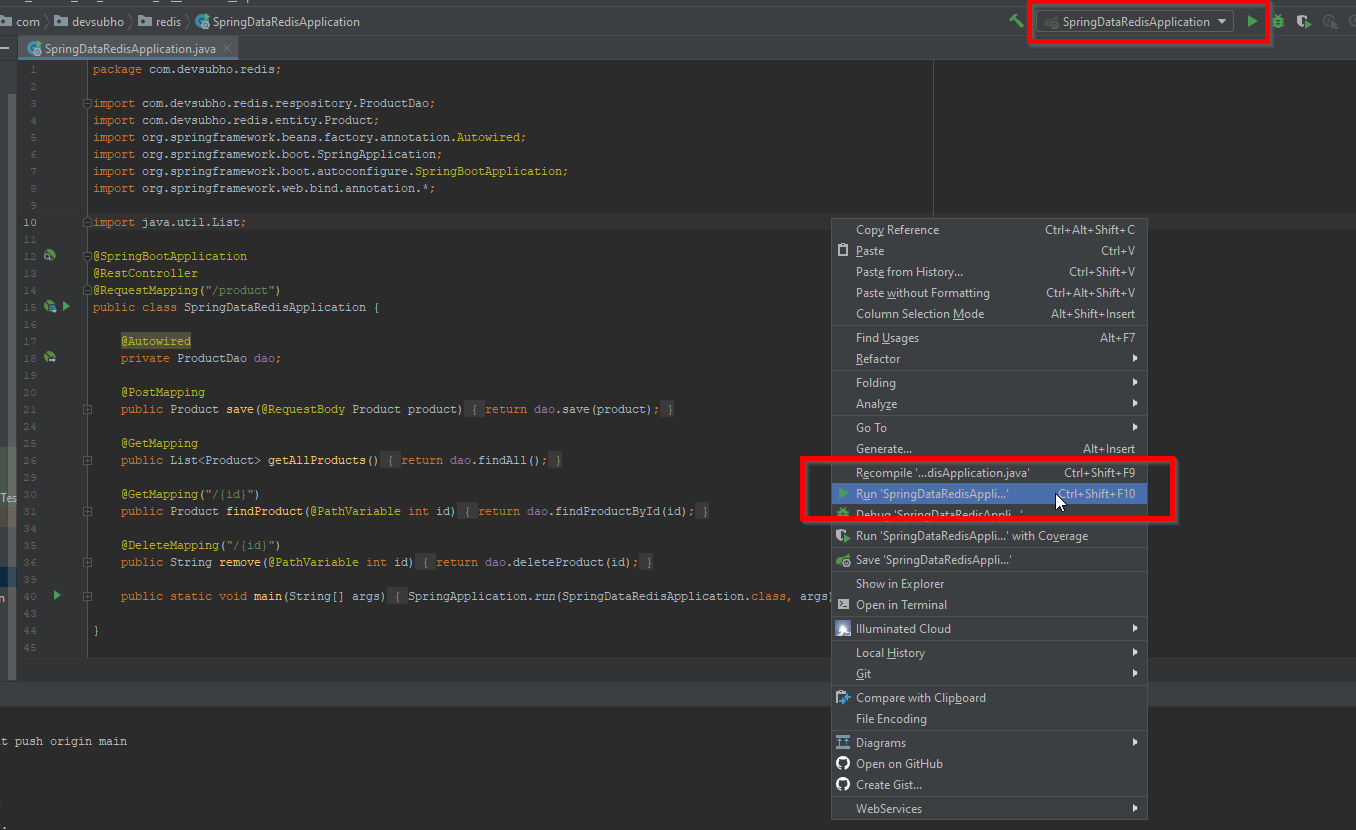 com devsubho redis SpringDataRedisApplication
SpringDataRedisApplication
SpringDataRedisApplication.java
1 package com.devsubho.redis;
2
3 import com.devsubho.redis.respository.ProductDao;
4 import com.devsubho.redis.entity.Product;
5 import org.springframework.beans.factory.annotation.Autowired;
6 import org.springframework.boot.SpringApplication;
7 import org.springframework.boot.autoconfigure.SpringBootApplication;
8 import org.springframework.web.bind.annotation.*;
9
10 import java.util.List;
11
12 @SpringBootApplication
13 @RestController
14 @RequestMapping("/product")
15 public class SpringDataRedisApplication {
16
17 @Autowired
18 private ProductDao dao;
19
20 @PostMapping
21 public Product save(@RequestBody Product product) { return dao.save(product); }
24
25 @GetMapping
26 public List<Product> getAllProducts() { return dao.findAll(); }
29
30 @GetMapping("/{id}")
31 public Product findProduct(@PathVariable int id) { return dao.findProductById(id); }
34
35 @DeleteMapping("/{id}")
36 public String remove(@PathVariable int id) { return dao.deleteProduct(id); }
39
40 public static void main(String[] args) { SpringApplication.run(SpringDataRedisApplication.class, args)
43
44 }
45
Tes
n
t push origin main
Copy Reference Ctrl+Alt+Shift+C
Paste Ctrl+V
Paste from History... Ctrl+Shift+V
Paste without Formatting Ctrl+Alt+Shift+V
Column Selection Mode Alt+Shift+Insert
Find Usages Alt+F7
Refactor
Folding
Analyze
Go To
Generate... Alt+Insert
Recompile '...disApplication.java' Ctrl+Shift+F9
Run 'SpringDataRedisAppli...' Ctrl+Shift+F10
Debug 'SpringDataRedisAppli...'
Run 'SpringDataRedisAppli...' with Coverage
Save 'SpringDataRedisAppli...'
Show in Explorer
Open in Terminal
Illuminated Cloud
Local History
Git
Compare with Clipboard
File Encoding
Diagrams
Open on GitHub
Create Gist...
WebServices